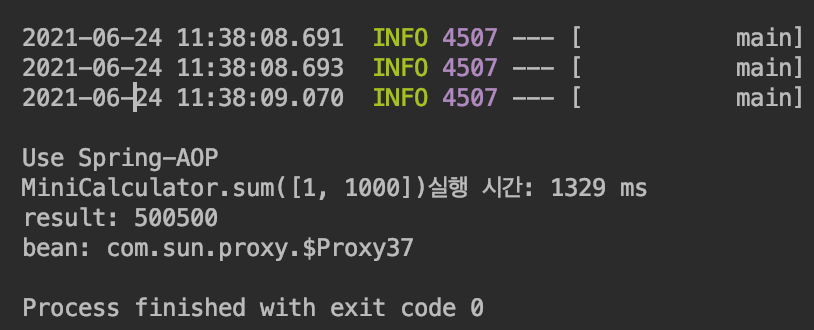 2021-06-24 11:38:08.691  INFO 4507 --- [           main]
2021-06-24 11:38:08.693  INFO 4507 --- [           main]
2021-06-24 11:38:09.070  INFO 4507 --- [           main]
Use Spring-AOP
MiniCalculator.sum([1, 1000])실행 시간: 1329 ms
result: 500500
bean: com.sun.proxy.$Proxy37
Process finished with exit code 0